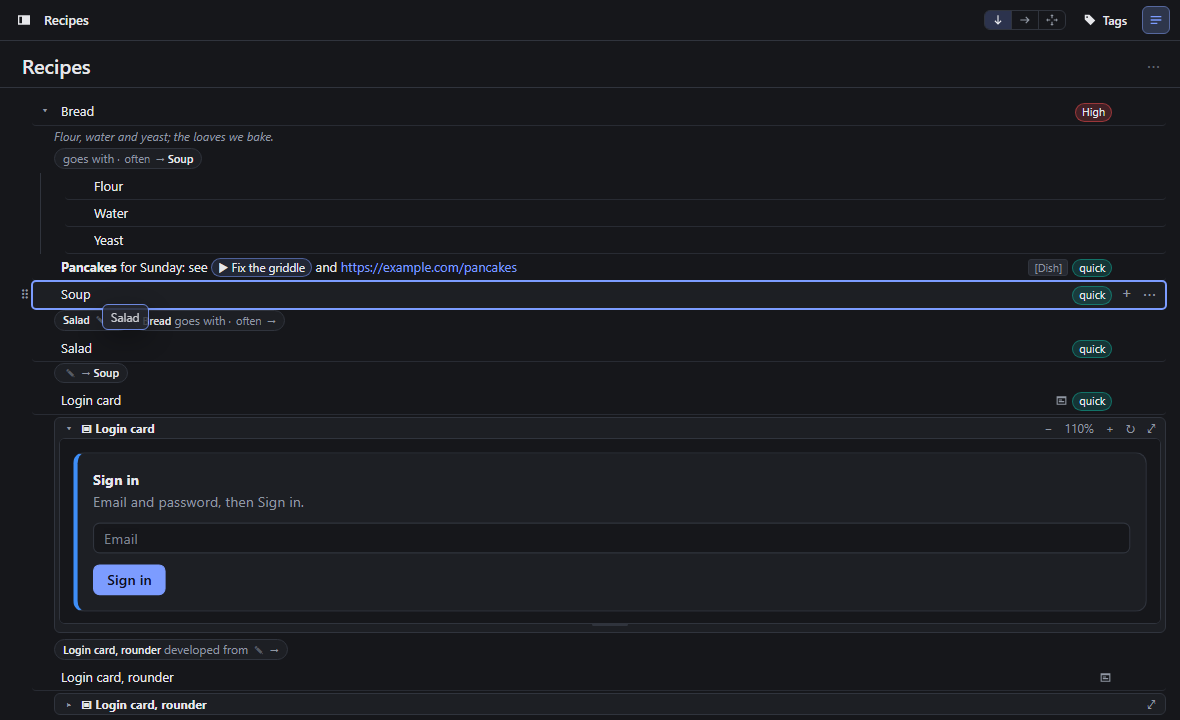 Recipes
Tags
Recipes
Bread High
Flour, water and yeast; the loaves we bake.
goes with · often → Soup
Flour
Water
Yeast
Pancakes for Sunday: see ▶ Fix the griddle and https://example.com/pancakes [Dish] quick
Soup quick + ···
Salad
Salad
goes with · often →
Salad quick
→ Soup
Login card quick
Login card − 110% +
Sign in
Email and password, then Sign in.
Email
Sign in
Login card, rounder developed from →
Login card, rounder
Login card, rounder